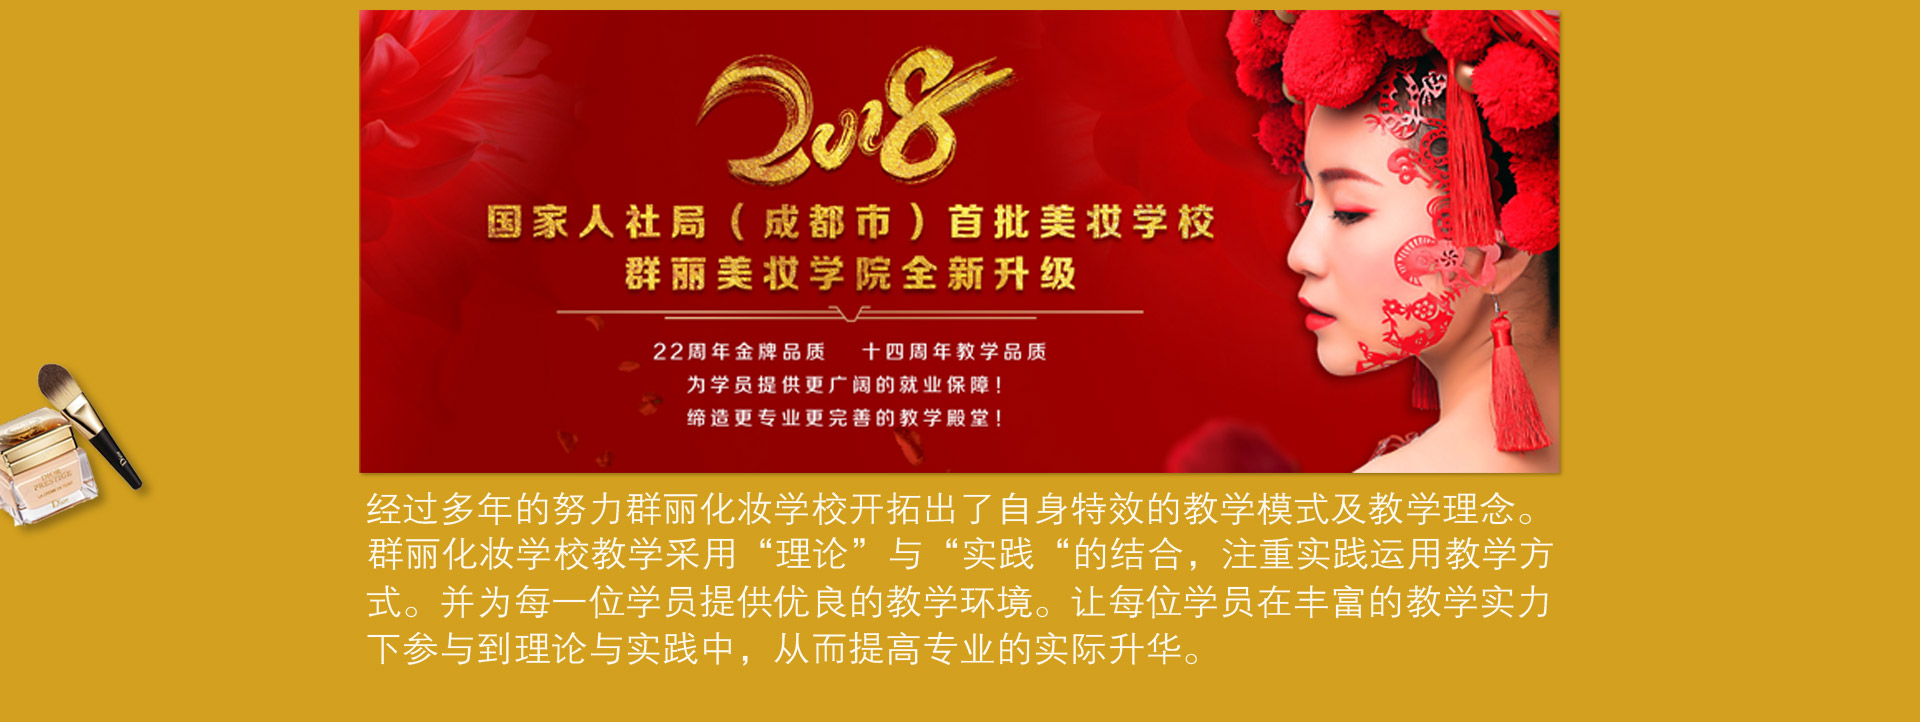 2018
国家人社局（成都市）首批美妆学校
群丽美妆学院全新升级
22周年金牌品质 十四周年教学品质
为学员提供更广阔的就业保障！
缔造更专业更完善的教学殿堂！
经过多年的努力群丽化妆学校开拓出了自身特效的教学模式及教学理念。
群丽化妆学校教学采用“理论”与“实践“的结合，注重实践运用教学方
式。并为每一位学员提供优良的教学环境。让每位学员在丰富的教学实力
下参与到理论与实践中，从而提高专业的实际升华。
PRESTIGE
Dior
Dior